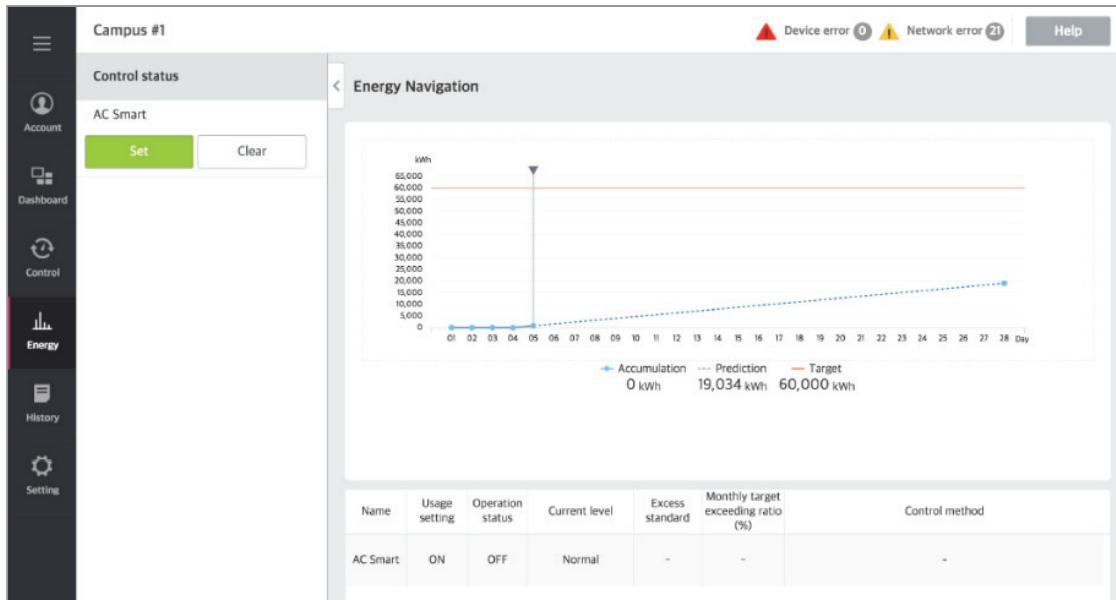 Campus #1
Device error 0
Network error 21
Help
Account
Dashboard
Control
Energy
History
Setting
Control status
AC Smart
Set Clear
< Energy Navigation
kWh
65,000
60,000
55,000
50,000
45,000
40,000
35,000
30,000
25,000
20,000
15,000
10,000
5,000
0
01 02 03 04 05 06 07 08 09 10 11 12 13 14 15 16 17 18 19 20 21 22 23 24 25 26 27 28 Day
Accumulation Prediction Target
0 kWh 19,034 kWh 60,000 kWh
Name Usage setting Operation status Current level Excess standard Monthly target exceeding ratio (%) Control method
AC Smart ON OFF Normal - - -